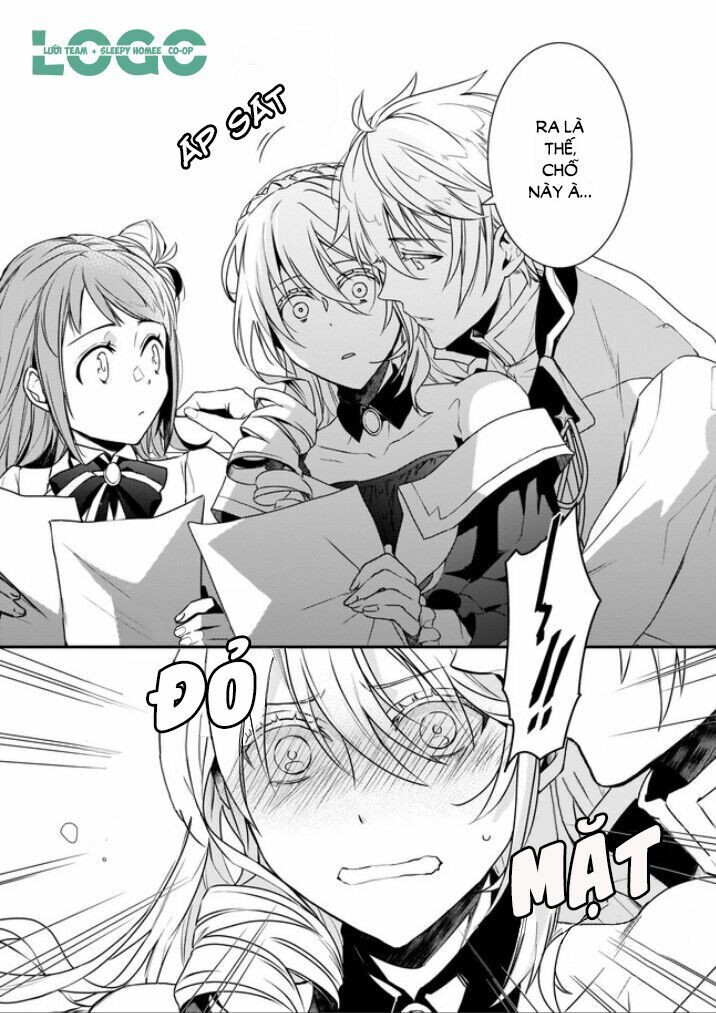 LƯỜI TEAM + SLEEPY HOMEE CO-OP
LOGO
ÁP SÁT
RA LÀ
THẾ,
CHỖ
NÀY À...
!!
ĐỎ
MẶT